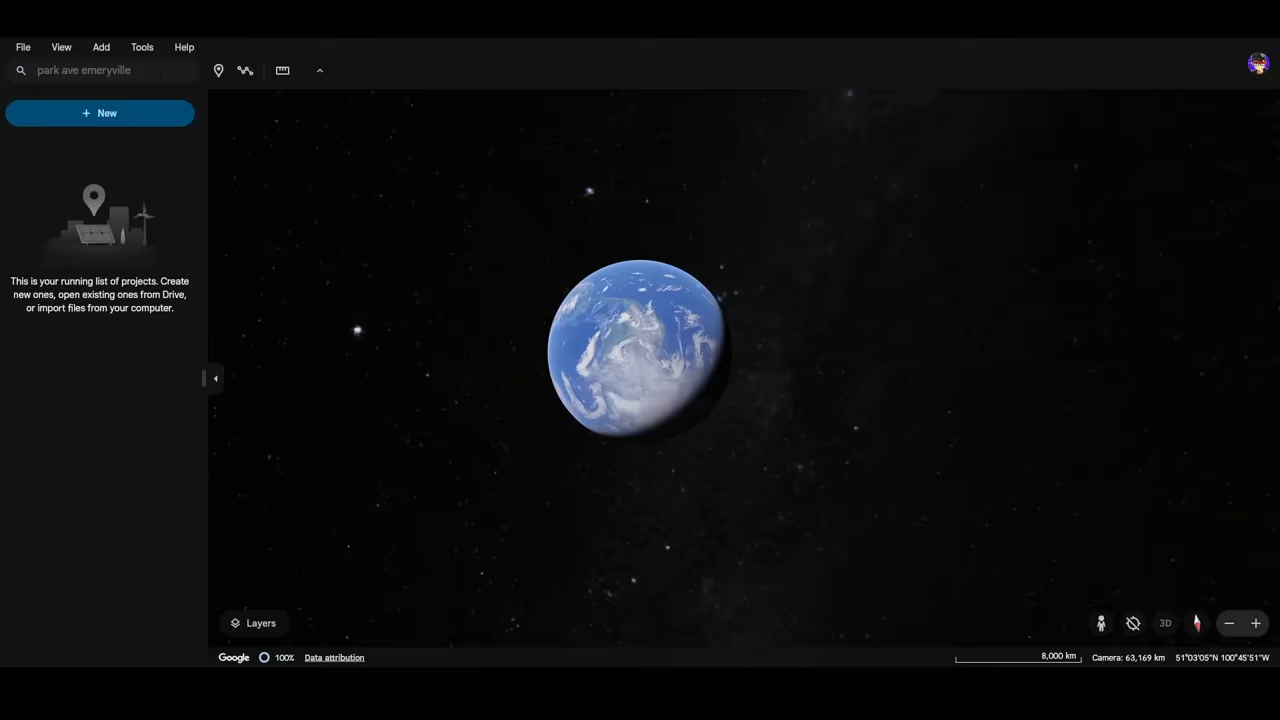 File View Add Tools Help
park ave emeryville
+ New
This is your running list of projects. Create
new ones, open existing ones from Drive,
or import files from your computer.
Layers
3D
Google 100% Data attribution
8,000 km Camera: 63,169 km 51°03'05"N 100°45'51"W